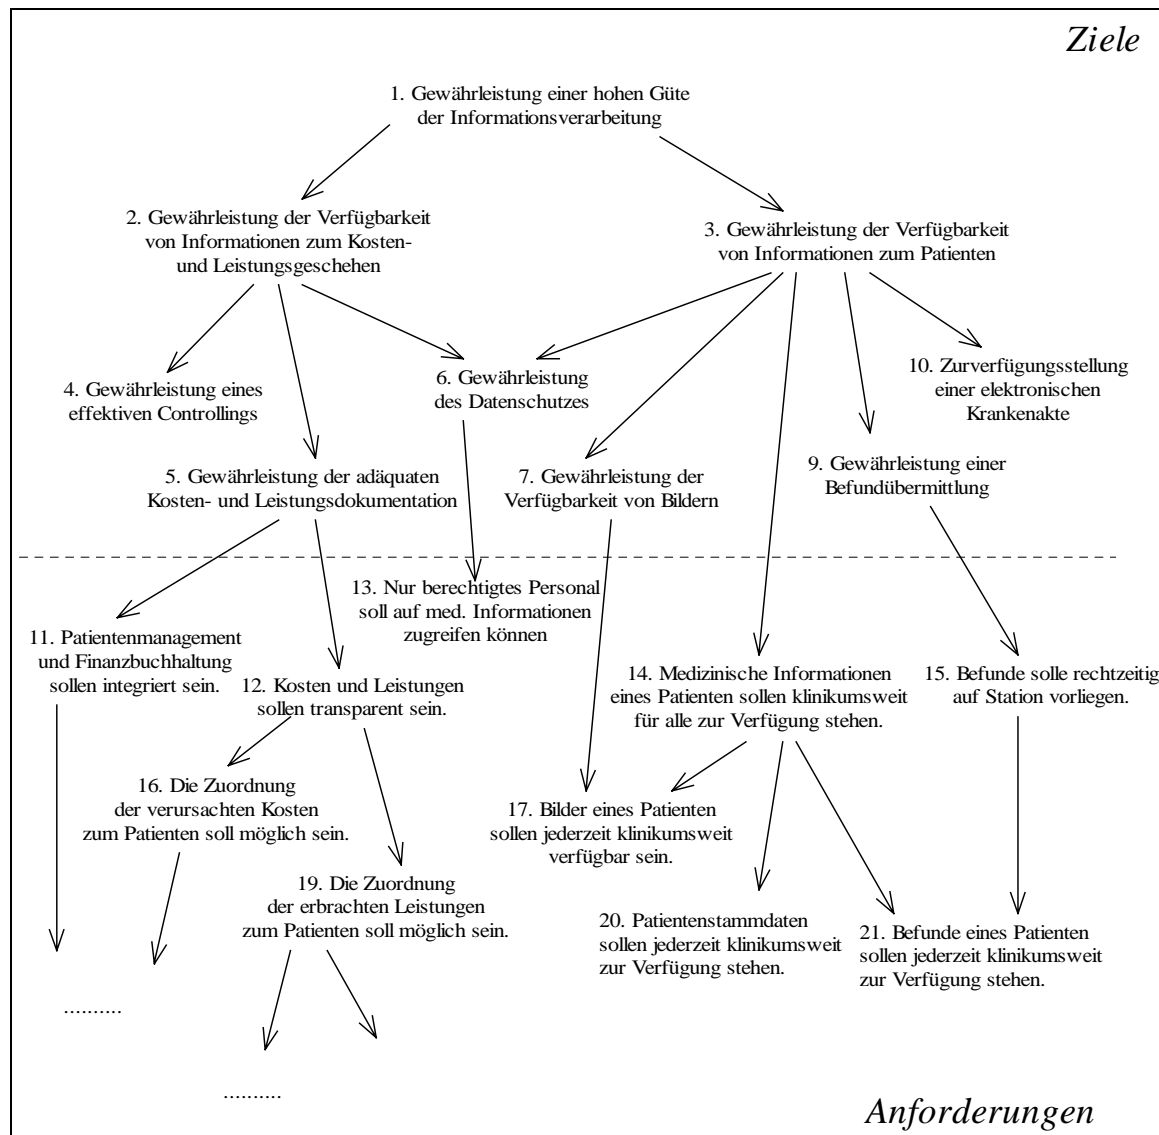 Ziele
1. Gewährleistung einer hohen Güte
der Informationsverarbeitung
2. Gewährleistung der Verfügbarkeit
von Informationen zum Kosten-
und Leistungsgeschehen
3. Gewährleistung der Verfügbarkeit
von Informationen zum Patienten
4. Gewährleistung eines
effektiven Controllings
6. Gewährleistung
des Datenschutzes
10. Zurverfügungsstellung
einer elektronischen
Krankenakte
5. Gewährleistung der adäquaten
Kosten- und Leistungsdokumentation
7. Gewährleistung der
Verfügbarkeit von Bildern
9. Gewährleistung einer
Befundübermittlung
13. Nur berechtigtes Personal
soll auf med. Informationen
zugreifen können
11. Patientenmanagement
und Finanzbuchhaltung
sollen integriert sein.
12. Kosten und Leistungen
sollen transparent sein.
14. Medizinische Informationen
eines Patienten sollen klinikumsweit
für alle zur Verfügung stehen.
15. Befunde solle rechtzeitig
auf Station vorliegen.
16. Die Zuordnung
der verursachten Kosten
zum Patienten soll möglich sein.
17. Bilder eines Patienten
sollen jederzeit klinikumsweit
verfügbar sein.
19. Die Zuordnung
der erbrachten Leistungen
zum Patienten soll möglich sein.
20. Patientenstammdaten
sollen jederzeit klinikumsweit
zur Verfügung stehen.
21. Befunde eines Patienten
sollen jederzeit klinikumsweit
zur Verfügung stehen.
..........
..........
Anforderungen